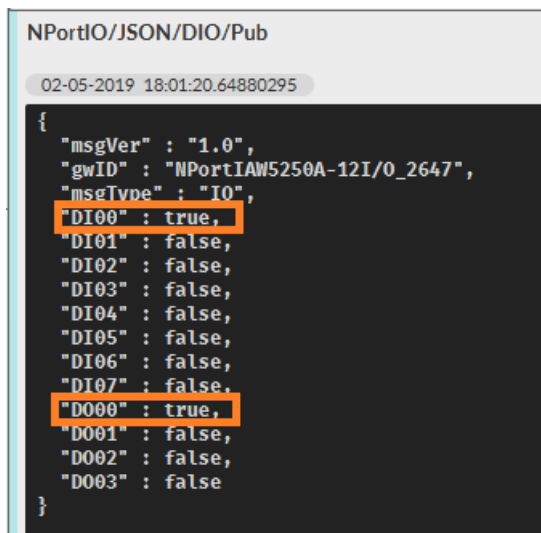 NPortIO/JSON/DIO/Pub
02-05-2019 18:01:20.64880295
{
"msgVer" : "1.0",
"gwID" : "NPortIAW5250A-12I/O_2647",
"msgType" : "IO",
"DI00" : true,
"DI01" : false,
"DI02" : false,
"DI03" : false,
"DI04" : false,
"DI05" : false,
"DI06" : false,
"DI07" : false,
"DO00" : true,
"DO01" : false,
"DO02" : false,
"DO03" : false
}